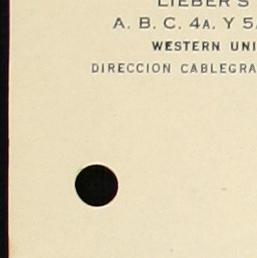 LIEBER'S
A. B. C. 4A. Y 5
WESTERN UNI
DIRECCION CABLEGRA